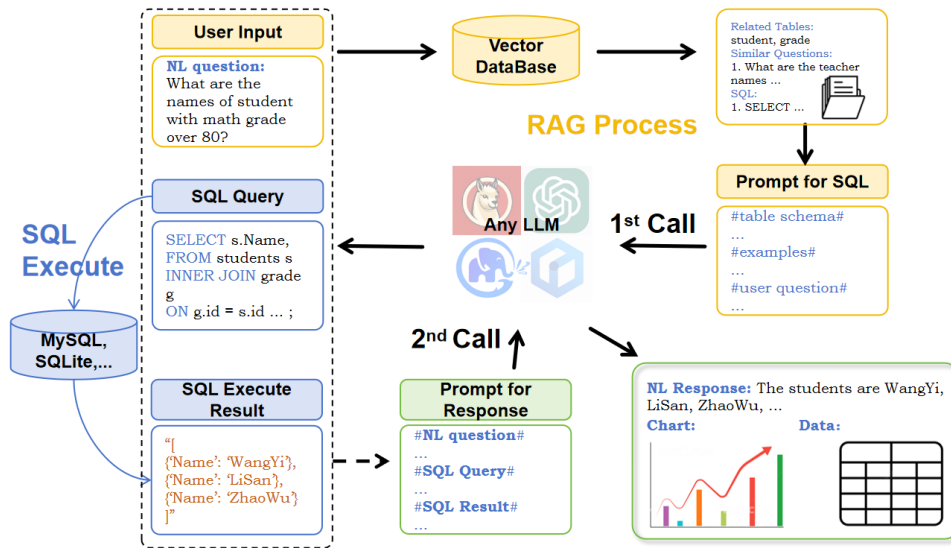 User Input
NL question:
What are the
names of student
with math grade
over 80?
Vector
DataBase
Related Tables:
student, grade
Similar Questions:
1. What are the teacher
names ...
SQL:
1. SELECT ...
RAG Process
Prompt for SQL
#table schema#
...
#examples#
...
#user question#
...
1st Call
Any LLM
SQL Query
SELECT s.Name,
FROM students s
INNER JOIN grade
g
ON g.id = s.id ... ;
SQL
Execute
MySQL,
SQLite,...
SQL Execute
Result
“[
{‘Name’: ‘WangYi’},
{‘Name’: ‘LiSan’},
{‘Name’: ‘ZhaoWu’}
]”
2nd Call
Prompt for
Response
#NL question#
...
#SQL Query#
...
#SQL Result#
...
NL Response: The students are WangYi,
LiSan, ZhaoWu, ...
Chart:
Data: